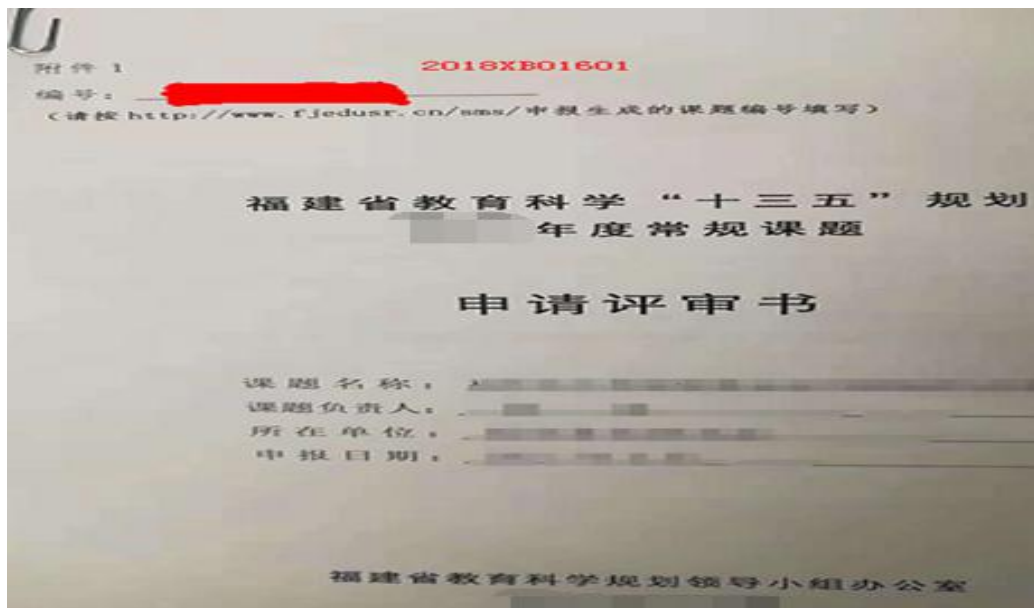 附件1
2018XB01601
编号：
（请按http://www.fjedusr.cn/sms/申报生成的课题编号填写）
福建省教育科学“十三五”规划
年度常规课题
申请评审书
课题名称：
课题负责人：
所在单位：
申报日期：
福建省教育科学规划领导小组办公室